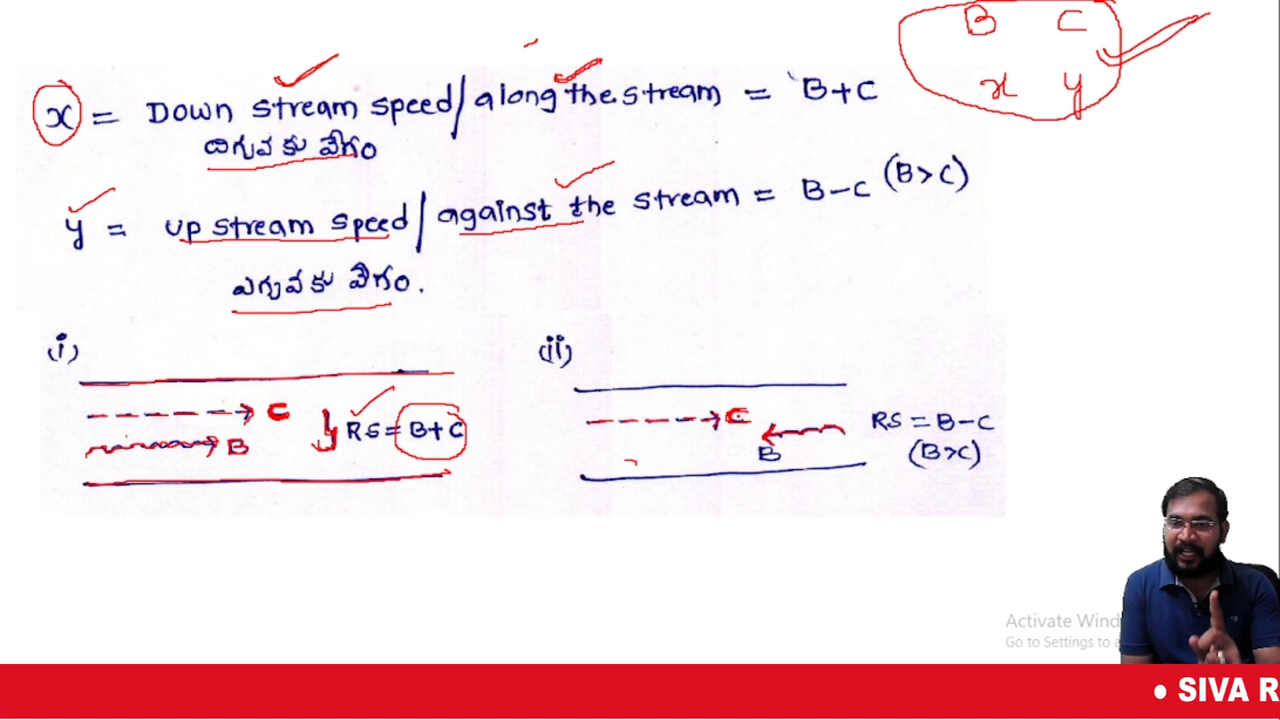 B C
x y
x = Down stream speed/along the stream = B+C
దిగువకు వేగం
y = up stream speed/against the stream = B-C (B>C)
ఎగువకు వేగం.
(i)
C
B
RS = B+C
(ii)
C
B
RS = B-C
(B>C)
Activate Wind
Go to Settings to a
• SIVA R